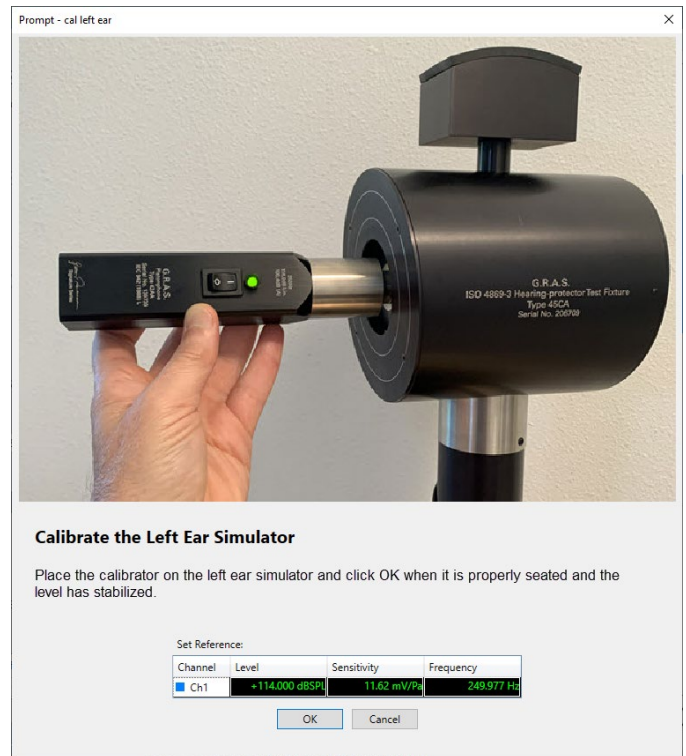 Prompt - cal left ear
G.R.A.S.
Pistonphone
Type 42AA
G.R.A.S.
ISO 4869-3 Hearing-protector Test Fixture
Type 45CA
Serial No. 206709
Calibrate the Left Ear Simulator
Place the calibrator on the left ear simulator and click OK when it is properly seated and the
level has stabilized.
Set Reference:
Channel Level Sensitivity Frequency
Ch1 +114.000 dBSPL 11.62 mV/Pa 249.977 Hz
OK Cancel